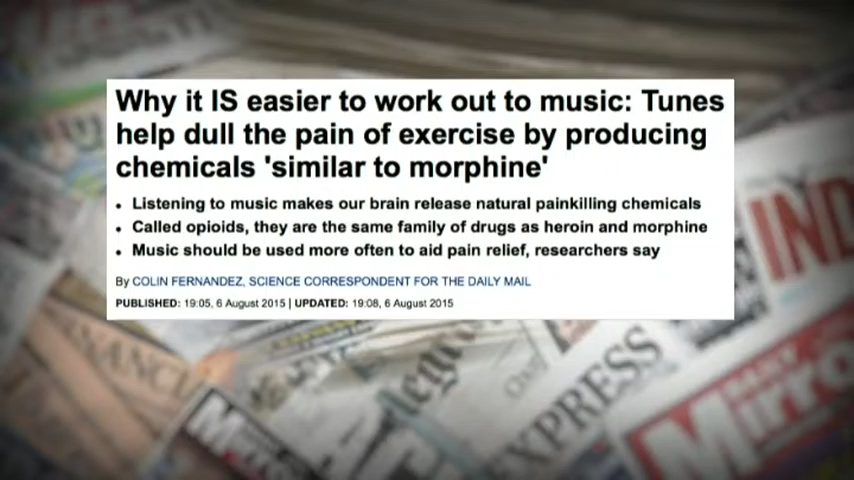 Why it IS easier to work out to music: Tunes
help dull the pain of exercise by producing
chemicals 'similar to morphine'
• Listening to music makes our brain release natural painkilling chemicals
• Called opioids, they are the same family of drugs as heroin and morphine
• Music should be used more often to aid pain relief, researchers say
By COLIN FERNANDEZ, SCIENCE CORRESPONDENT FOR THE DAILY MAIL
PUBLISHED: 19:05, 6 August 2015 | UPDATED: 19:08, 6 August 2015
IND
EXPRESS
DAILY
Mirror